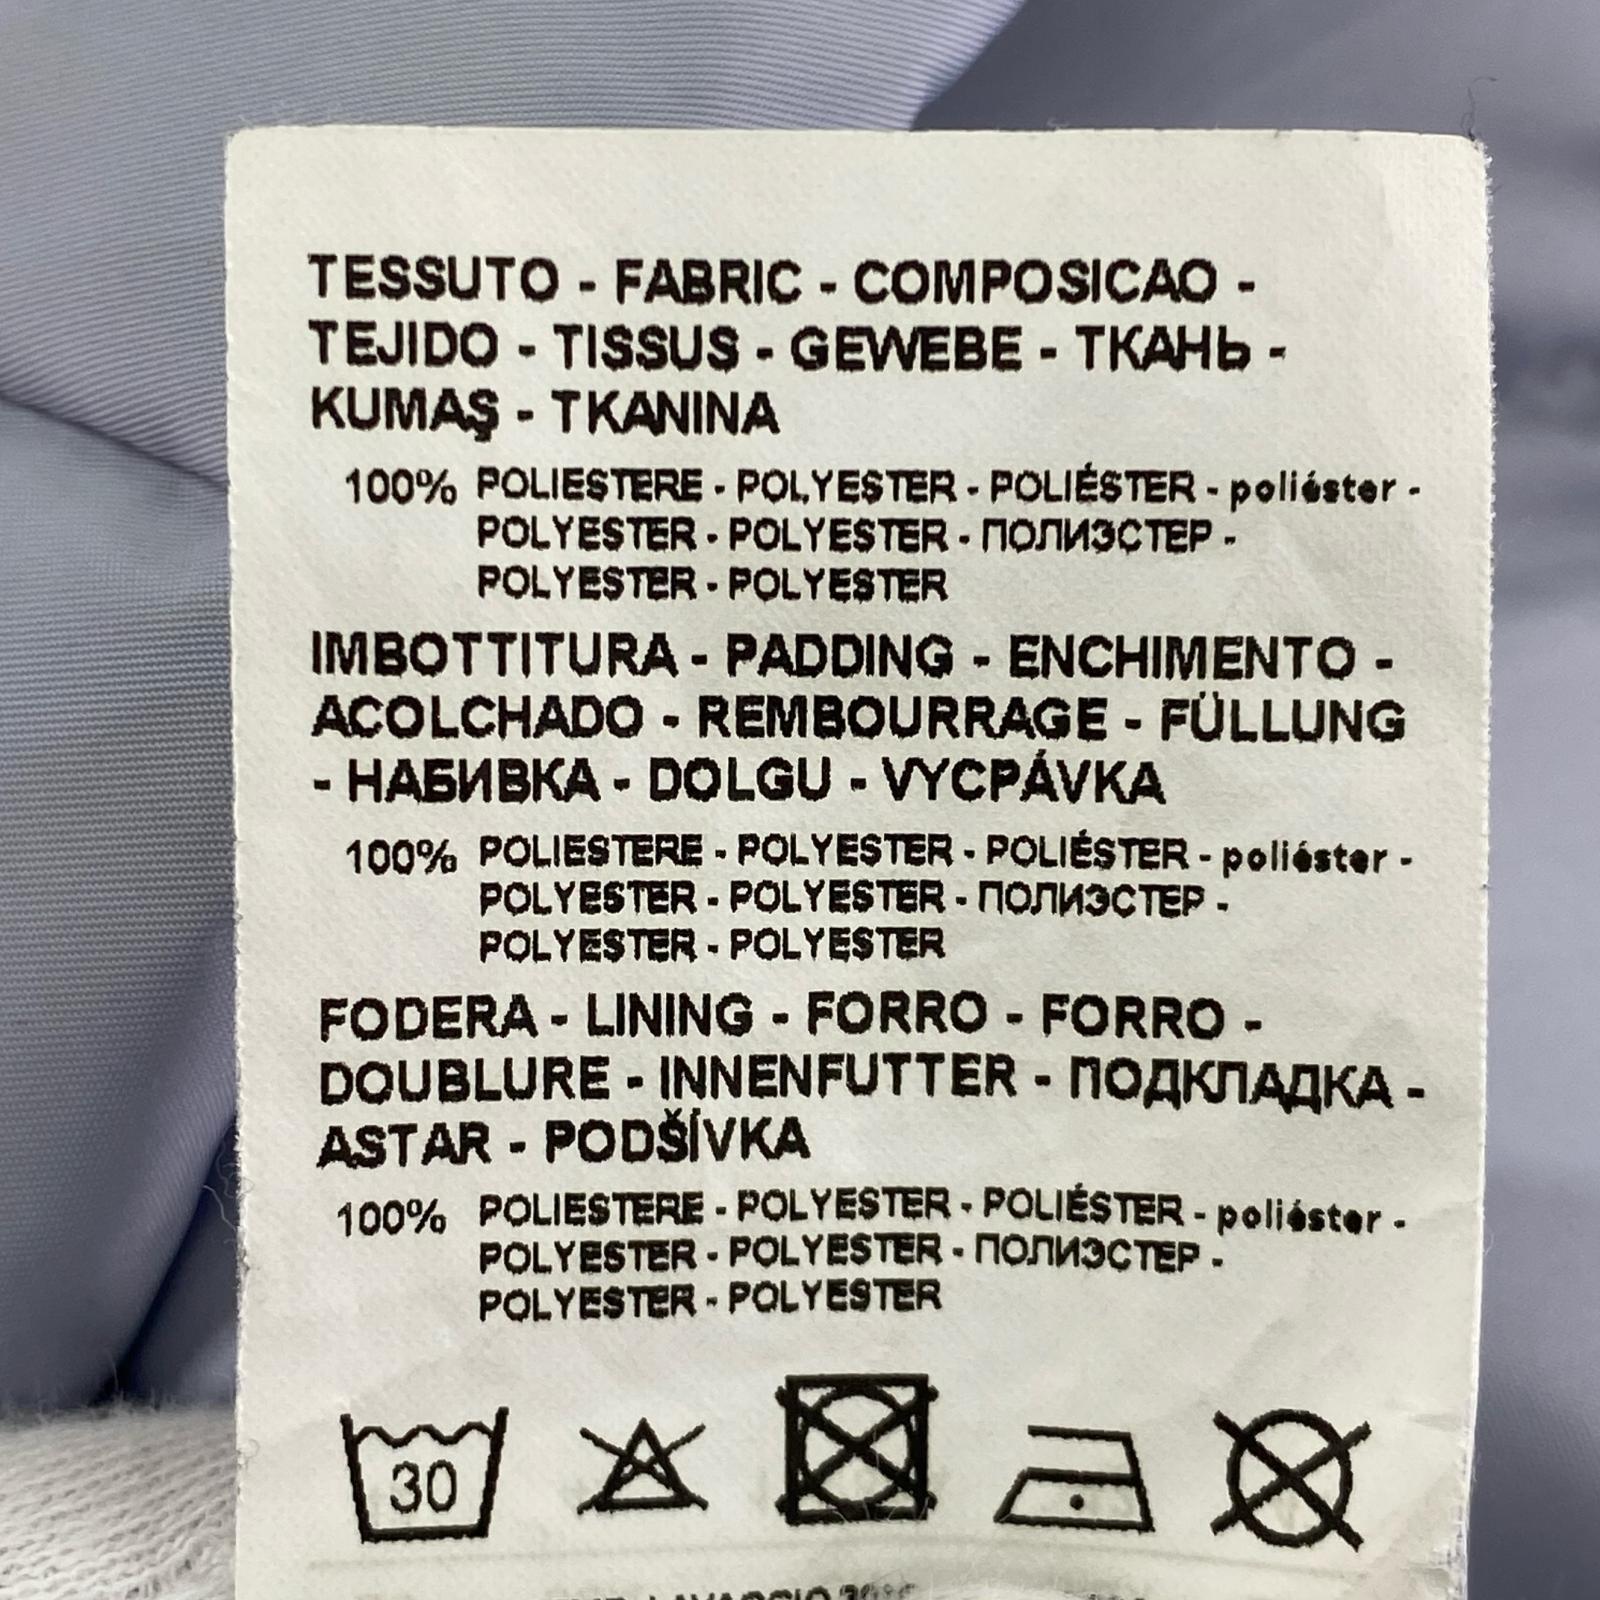 TESSUTO - FABRIC - COMPOSICAO -
TEJIDO - TISSUS - GEWEBE - ТКАНЬ -
KUMAŞ - TKANINA
100% POLIESTERE - POLYESTER - POLIÉSTER - poliéster -
POLYESTER - POLYESTER - ПОЛИЭСТЕР -
POLYESTER - POLYESTER
IMBOTTITURA - PADDING - ENCHIMENTO -
ACOLCHADO - REMBOURRAGE - FÜLLUNG
- НАБИВКА - DOLGU - VYCPÁVKA
100% POLIESTERE - POLYESTER - POLIÉSTER - poliéster -
POLYESTER - POLYESTER - ПОЛИЭСТЕР -
POLYESTER - POLYESTER
FODERA - LINING - FORRO - FORRO -
DOUBLURE - INNENFUTTER - ПОДКЛАДКА -
ASTAR - PODŠÍVKA
100% POLIESTERE - POLYESTER - POLIÉSTER - poliéster -
POLYESTER - POLYESTER - ПОЛИЭСТЕР -
POLYESTER - POLYESTER
30
LAVAGGIO